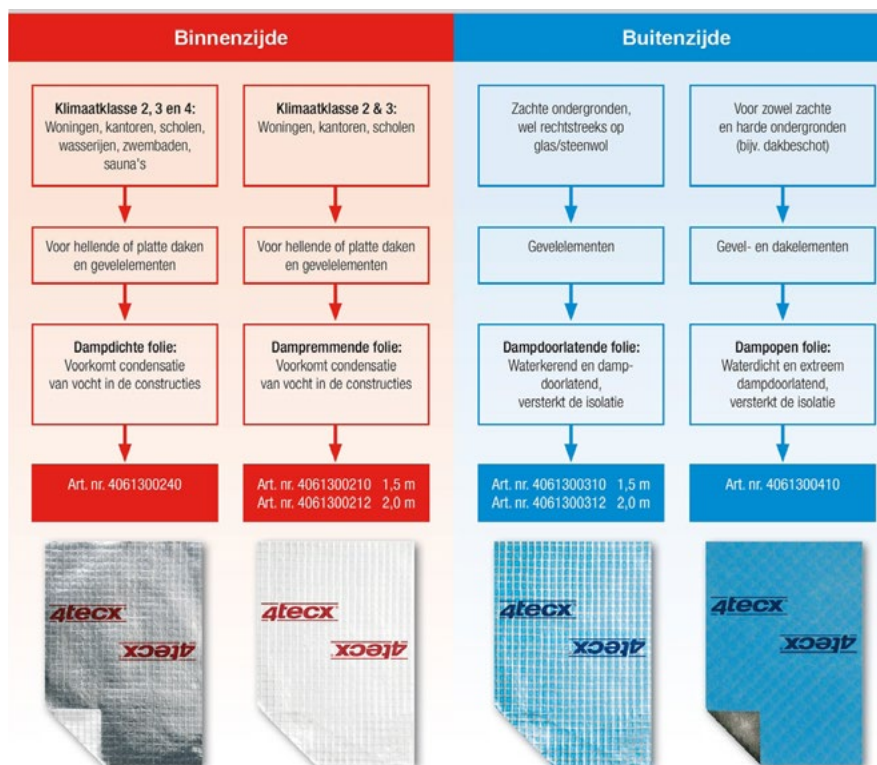 Binnenzijde
Buitenzijde
Klimaatklasse 2, 3 en 4:
Woningen, kantoren, scholen,
wasserijen, zwembaden,
sauna's
Klimaatklasse 2 & 3:
Woningen, kantoren, scholen
Zachte ondergronden,
wel rechtstreeks op
glas/steenwol
Voor zowel zachte
en harde ondergronden
(bijv. dakbeschot)
Voor hellende of platte daken
en gevelelementen
Voor hellende of platte daken
en gevelelementen
Gevelelementen
Gevel- en dakelementen
Dampdichte folie:
Voorkomt condensatie
van vocht in de constructies
Dampremmende folie:
Voorkomt condensatie
van vocht in de constructies
Dampdoorlatende folie:
Waterkerend en damp-
doorlatend,
versterkt de isolatie
Dampopen folie:
Waterdicht en extreem
dampdoorlatend,
versterkt de isolatie
Art. nr. 4061300240
Art. nr. 4061300210 1,5 m
Art. nr. 4061300212 2,0 m
Art. nr. 4061300310 1,5 m
Art. nr. 4061300312 2,0 m
Art. nr. 4061300410
4tecx
4tecx
4tecx
4tecx
4tecx
4tecx
4tecx
4tecx